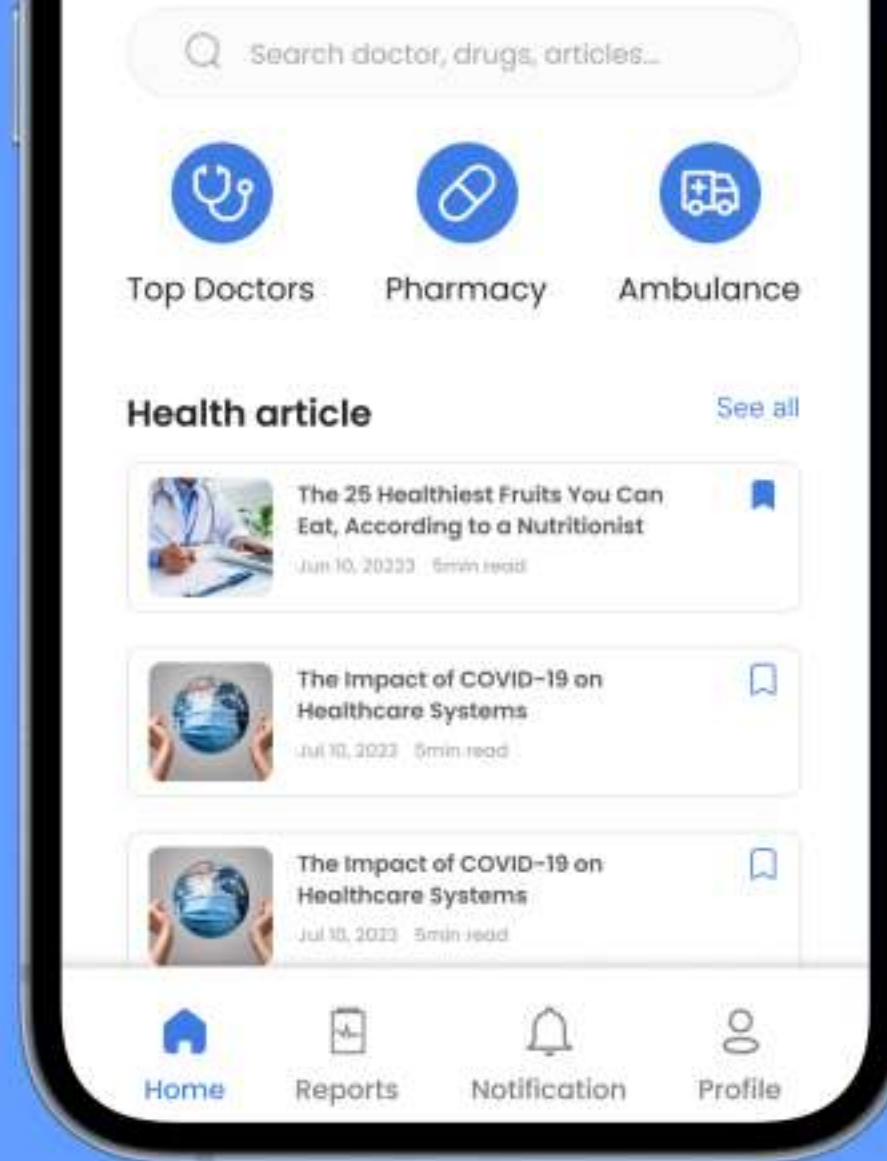 Search doctor, drugs, articles...
Top Doctors Pharmacy Ambulance
Health article See all
The 25 Healthiest Fruits You Can
Eat, According to a Nutritionist
Jun 10, 20223 5min read
The Impact of COVID-19 on
Healthcare Systems
Jul 10, 2023 5min read
The Impact of COVID-19 on
Healthcare Systems
Jul 10, 2023 5min read
Home Reports Notification Profile